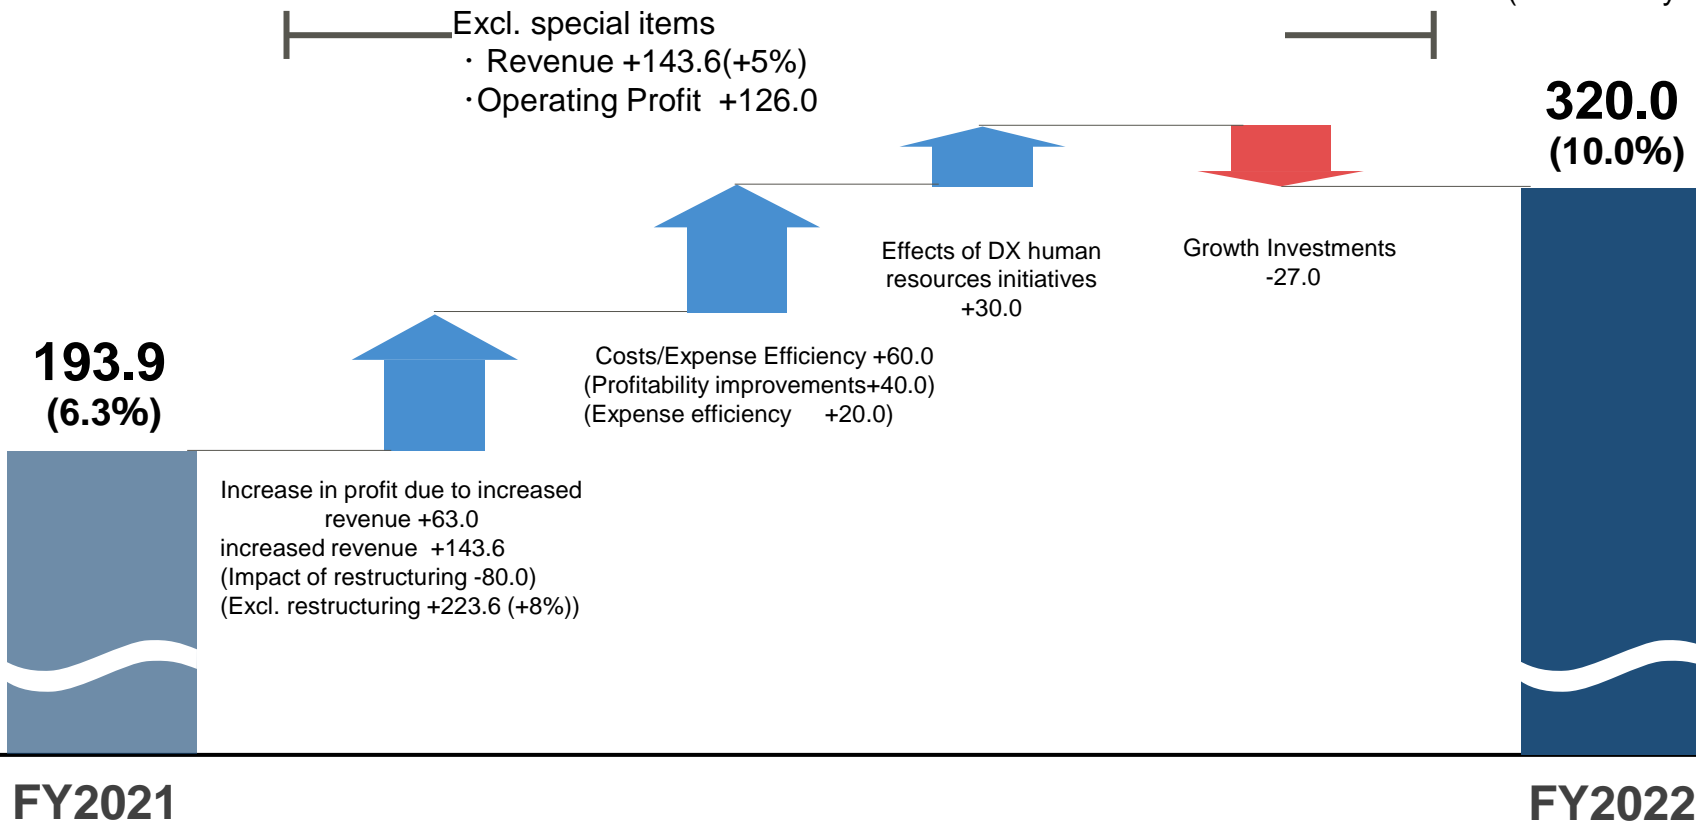 Excl. special items
・ Revenue +143.6(+5%)
・Operating Profit +126.0
320.0
(10.0%)
Effects of DX human
resources initiatives
+30.0
Growth Investments
-27.0
193.9
(6.3%)
Costs/Expense Efficiency +60.0
(Profitability improvements+40.0)
(Expense efficiency +20.0)
Increase in profit due to increased
revenue +63.0
increased revenue +143.6
(Impact of restructuring -80.0)
(Excl. restructuring +223.6 (+8%))
FY2021
FY2022